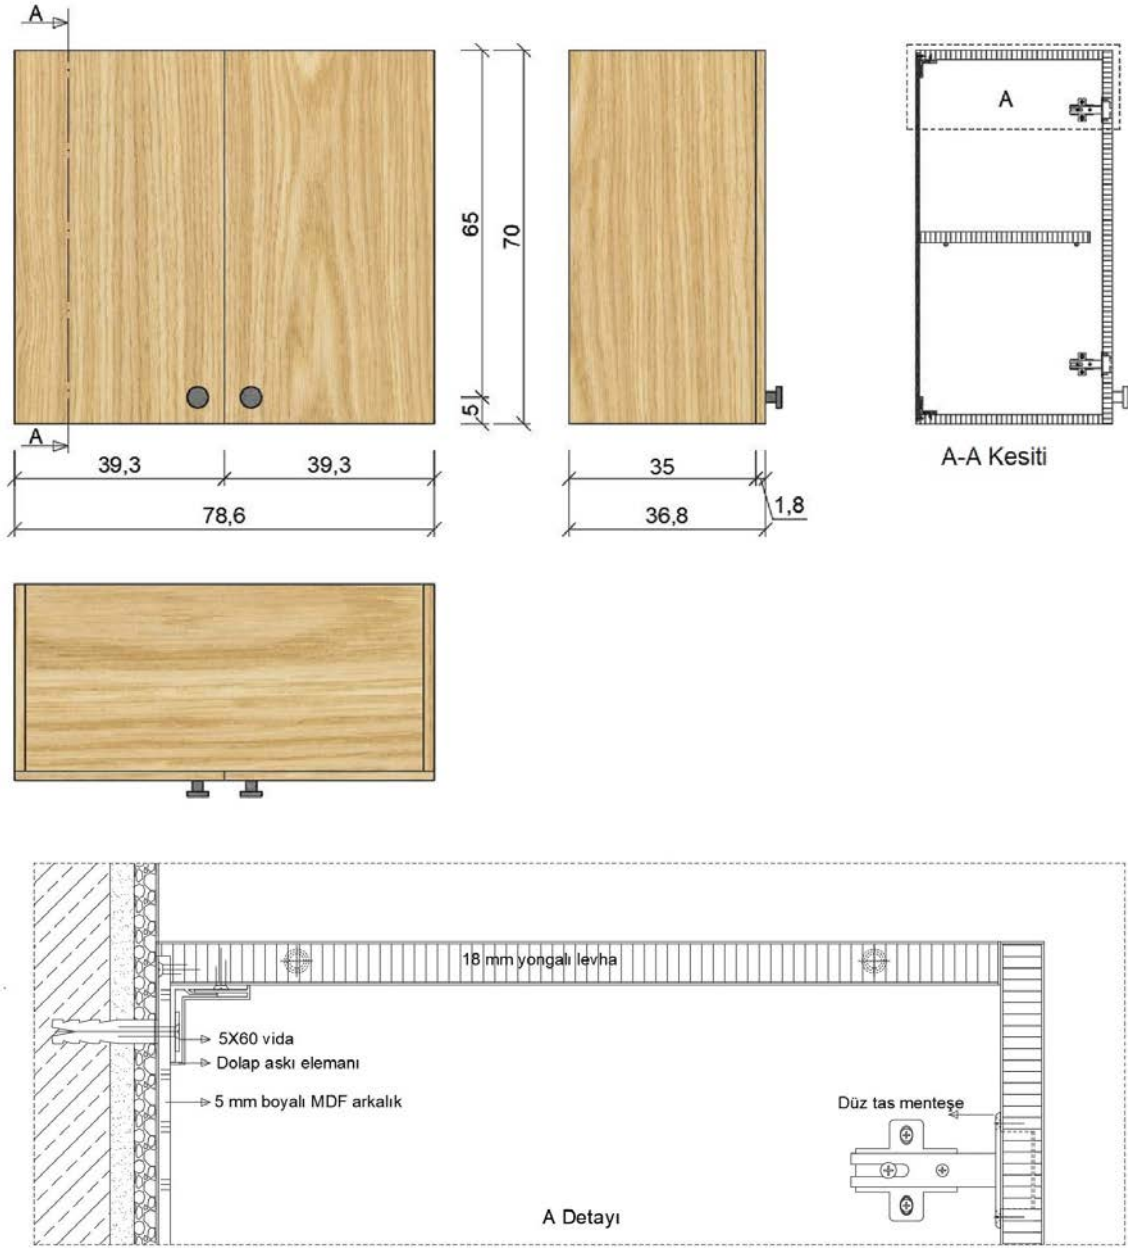 A
A
65
70
5
A
39,3
39,3
35
A-A Kesiti
78,6
36,8
1,8
18 mm yongalı levha
5X60 vida
Dolap askı elemanı
5 mm boyalı MDF arkalık
Düz tas menteşe
A Detayı